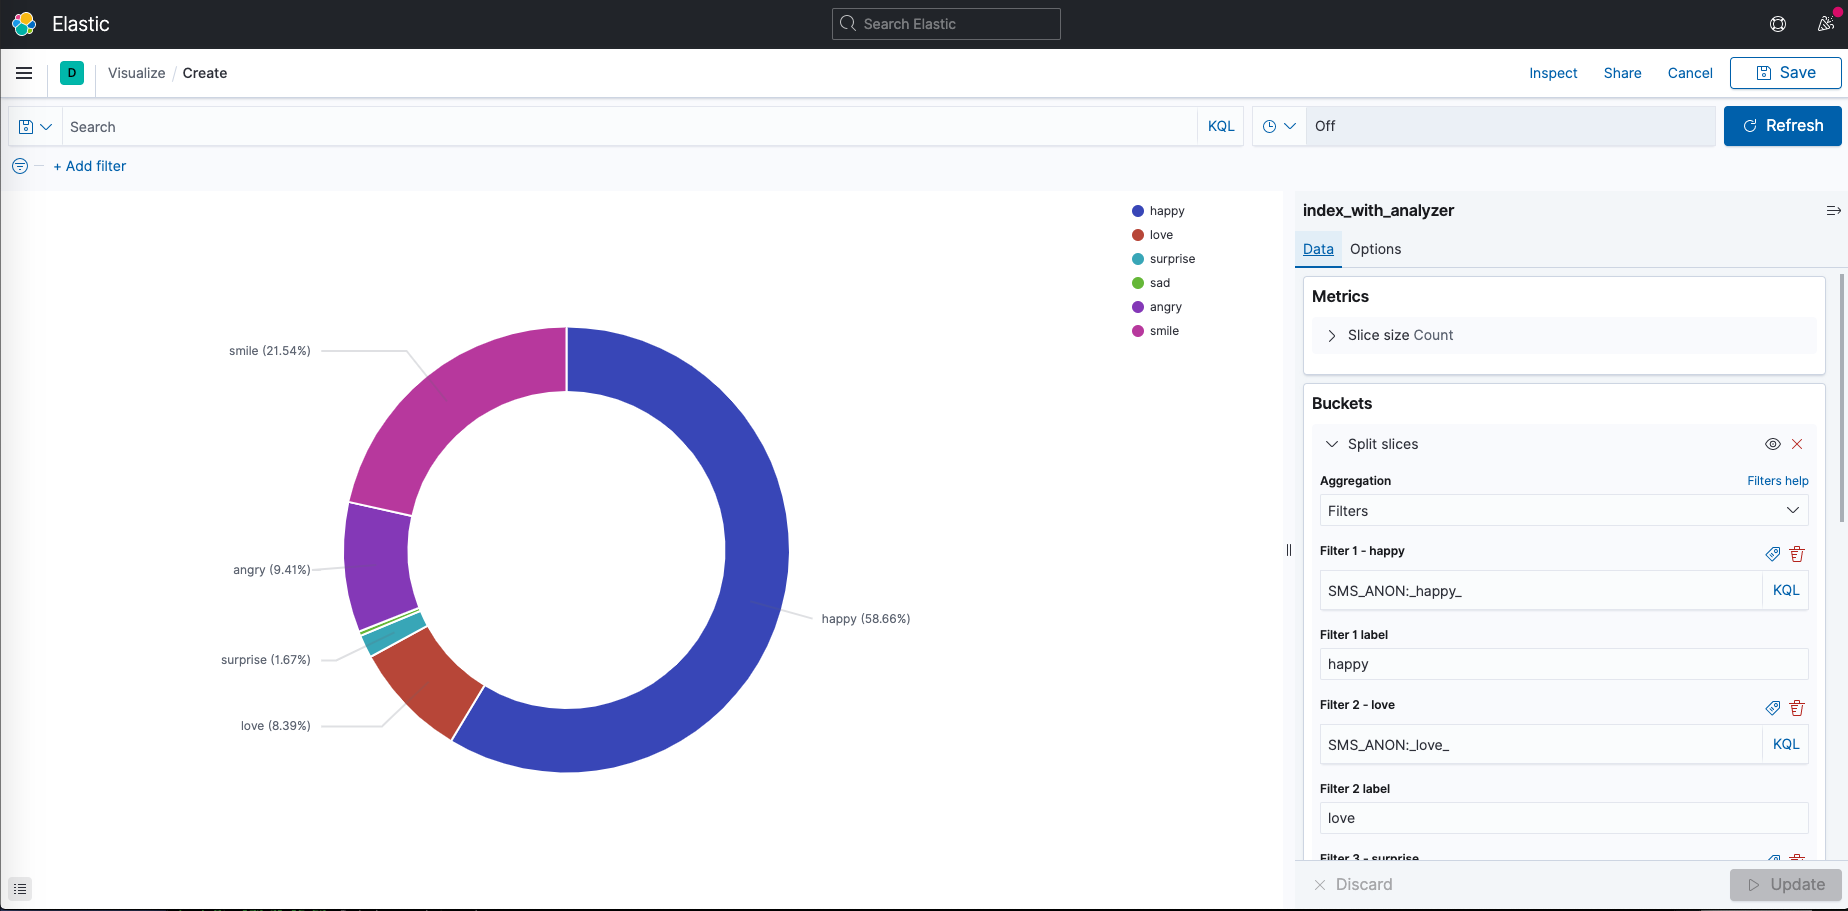 Elastic
Search Elastic
D
Visualize / Create
Inspect
Share
Cancel
Save
Search
KQL
Off
Refresh
+ Add filter
happy
love
surprise
sad
angry
smile
smile (21.54%)
angry (9.41%)
happy (58.66%)
surprise (1.67%)
love (8.39%)
index_with_analyzer
Data
Options
Metrics
Slice size Count
Buckets
Split slices
Aggregation
Filters help
Filters
Filter 1 - happy
SMS_ANON:_happy_
KQL
Filter 1 label
happy
Filter 2 - love
SMS_ANON:_love_
KQL
Filter 2 label
love
Filter 3 - surprise
Discard
Update